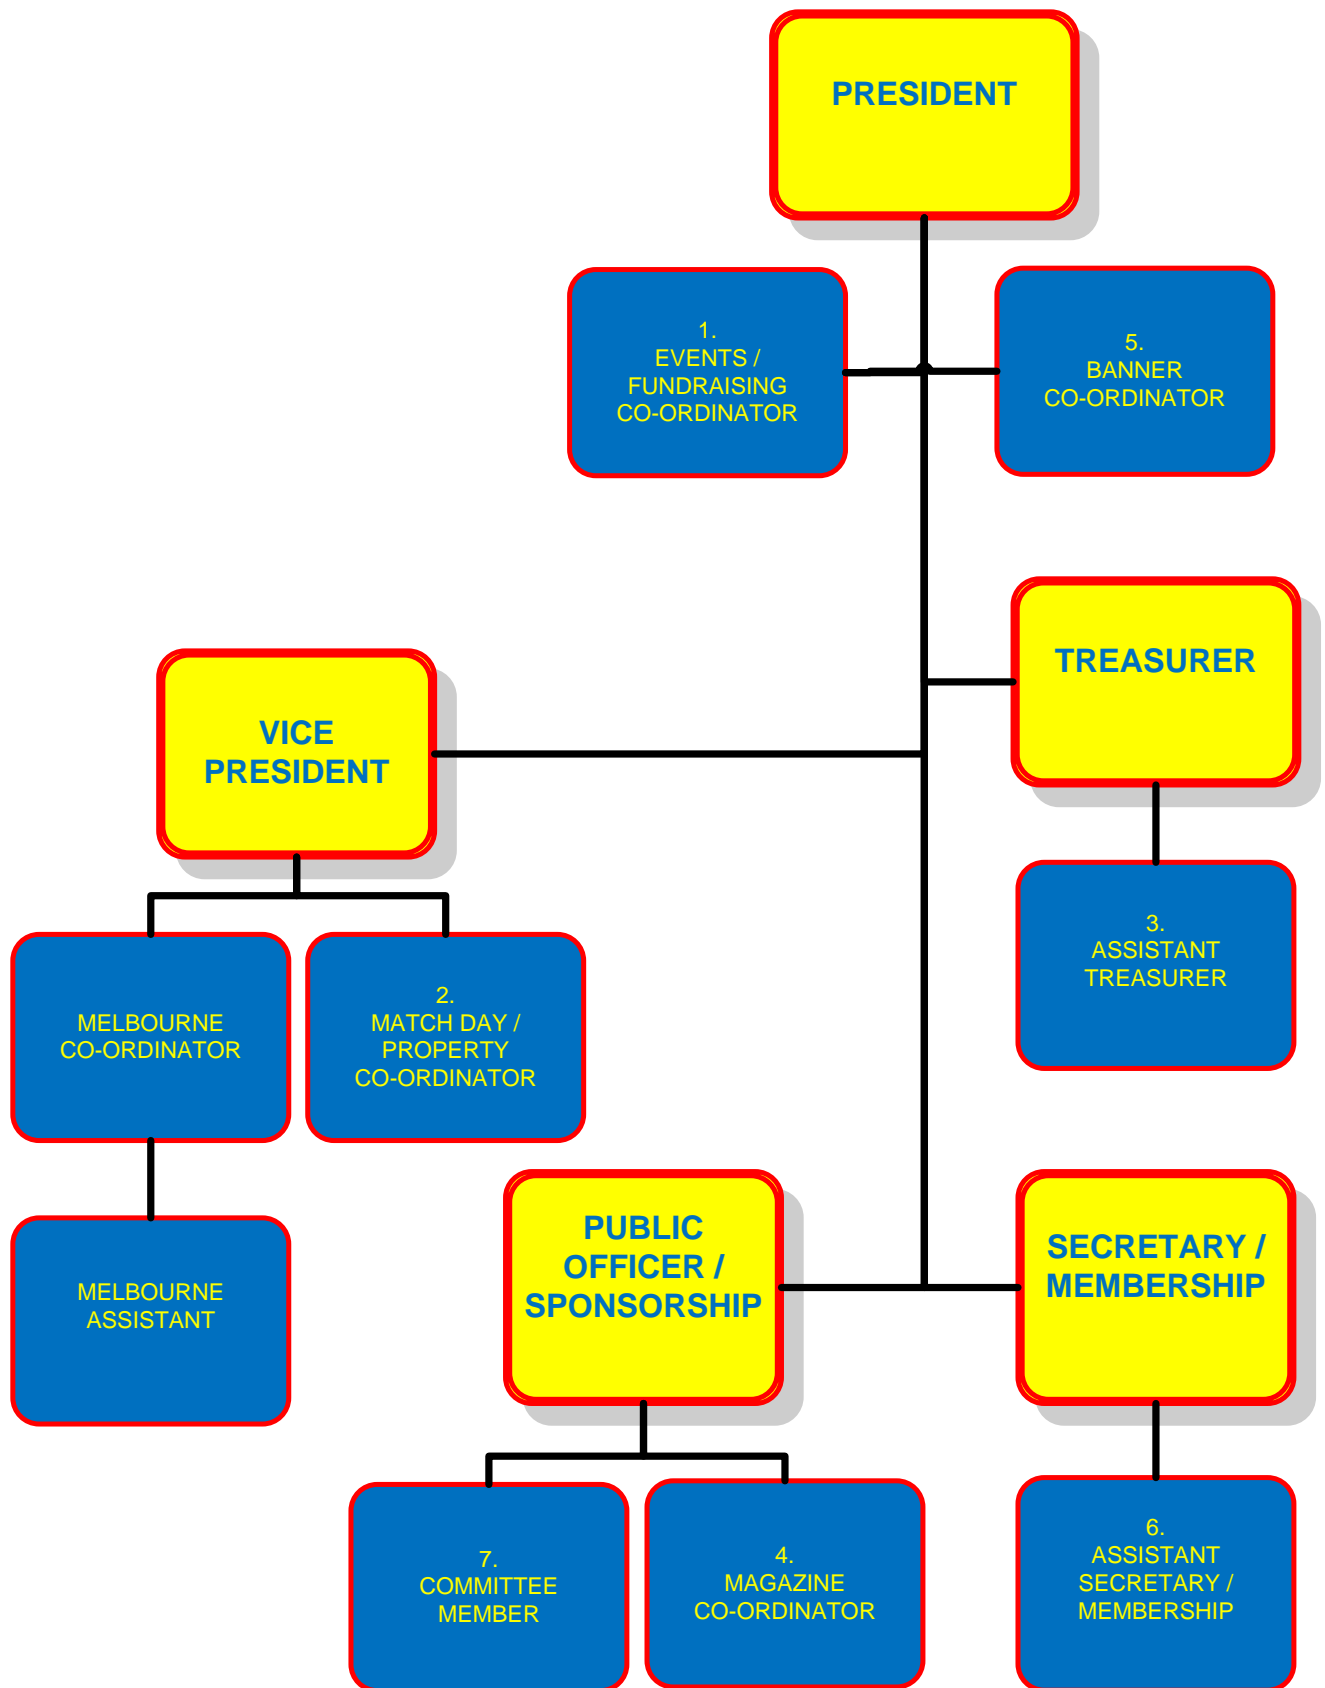 PRESIDENT
1.
EVENTS /
FUNDRAISING
CO-ORDINATOR
5.
BANNER
CO-ORDINATOR
TREASURER
VICE
PRESIDENT
3.
ASSISTANT
TREASURER
MELBOURNE
CO-ORDINATOR
2.
MATCH DAY /
PROPERTY
CO-ORDINATOR
MELBOURNE
ASSISTANT
PUBLIC
OFFICER /
SPONSORSHIP
SECRETARY /
MEMBERSHIP
7.
COMMITTEE
MEMBER
4.
MAGAZINE
CO-ORDINATOR
6.
ASSISTANT
SECRETARY /
MEMBERSHIP